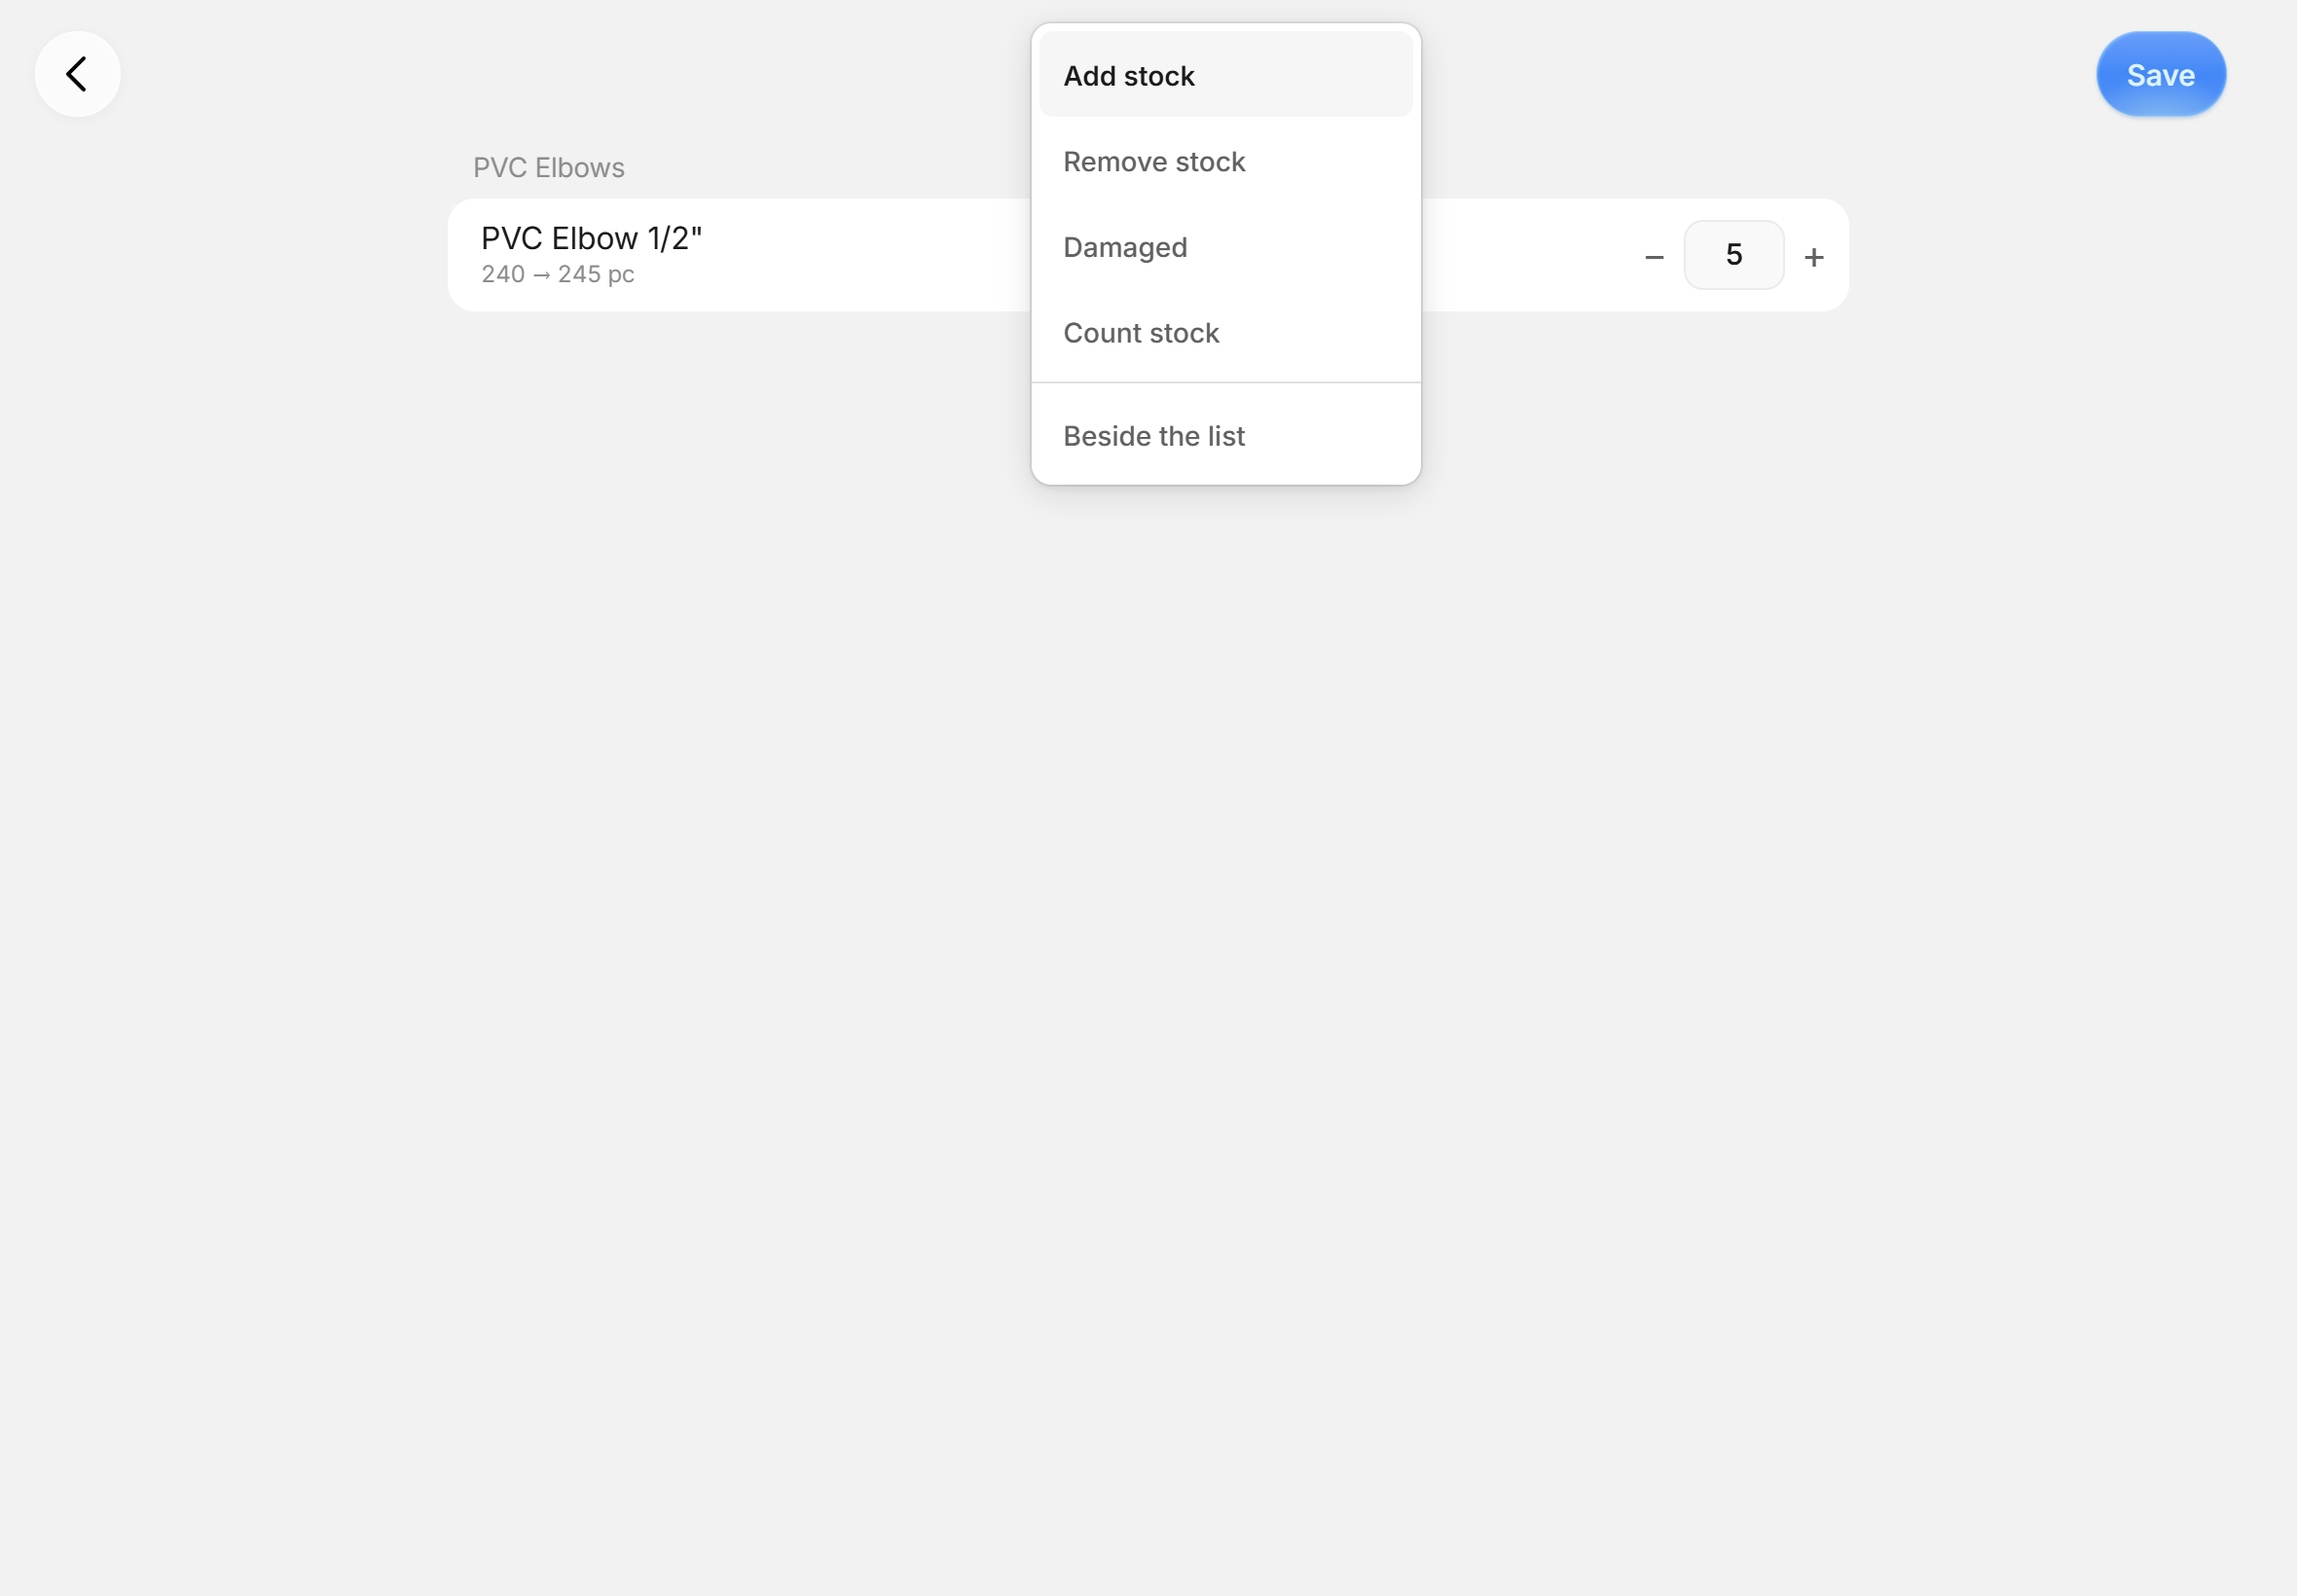 Add stock
Save
Remove stock
PVC Elbows
PVC Elbow 1/2"
240 → 245 pc
Damaged
− 5 +
Count stock
Beside the list